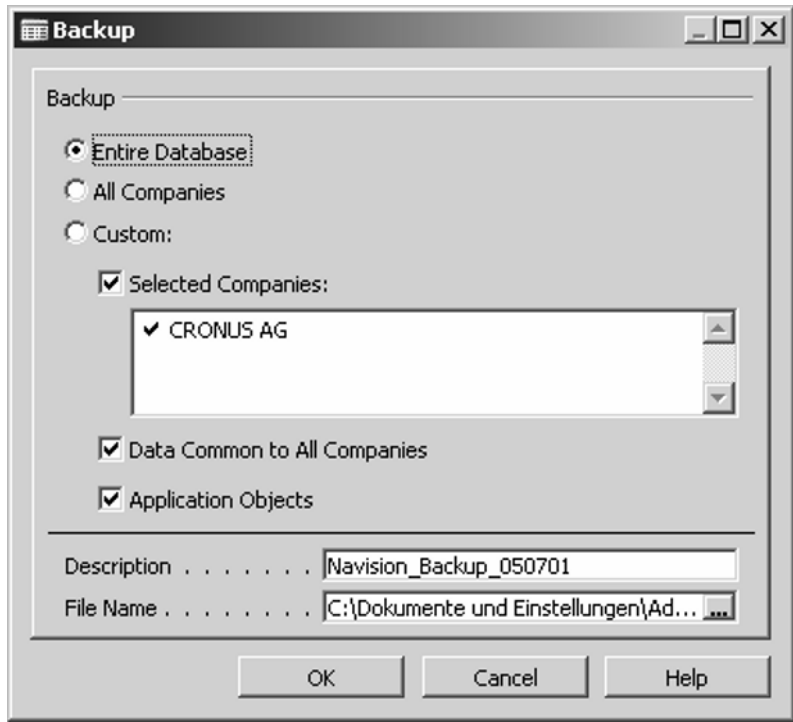 Backup
Backup
Entire Database
All Companies
Custom:
Selected Companies:
CRONUS AG
Data Common to All Companies
Application Objects
Description . . . . . . . Navision_Backup_050701
File Name . . . . . . . . C:\Dokumente und Einstellungen\Ad... ...
OK Cancel Help